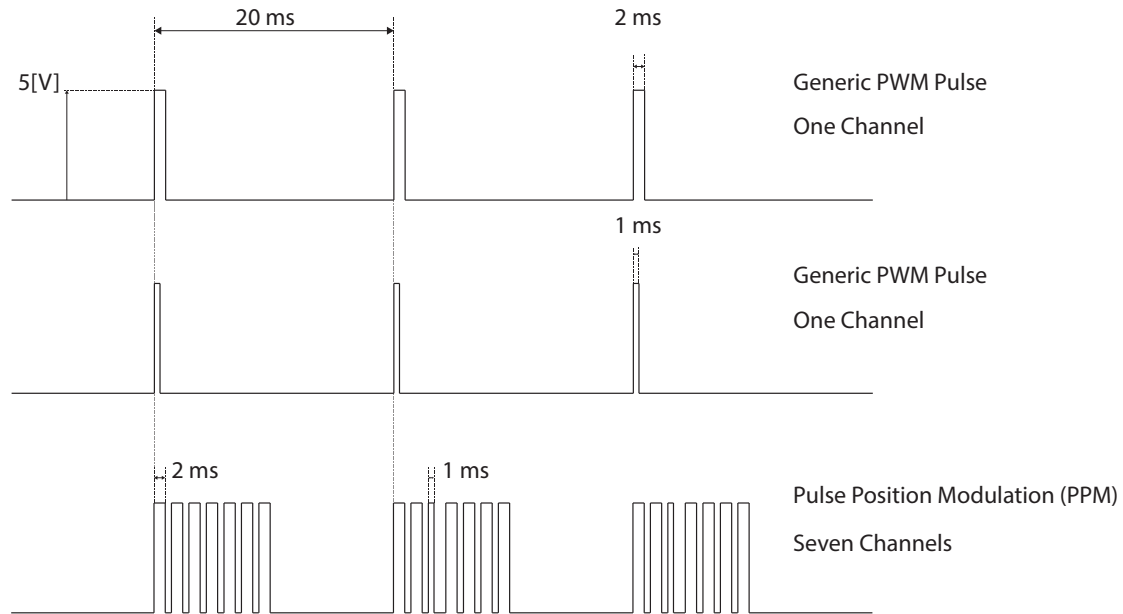 20 ms
2 ms
5[V]
Generic PWM Pulse
One Channel
1 ms
Generic PWM Pulse
One Channel
2 ms
1 ms
Pulse Position Modulation (PPM)
Seven Channels